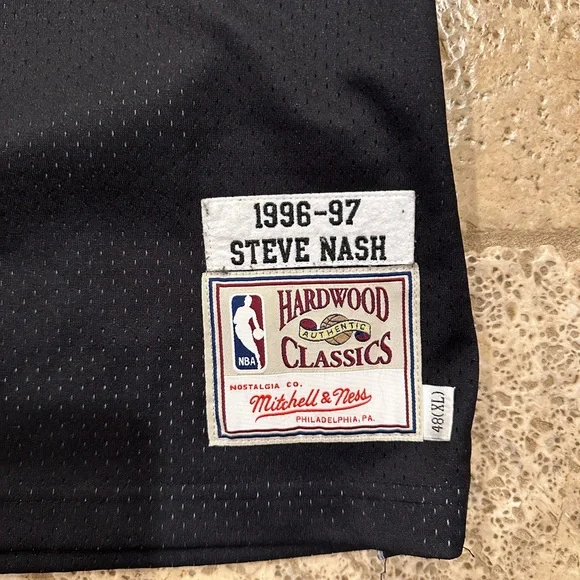 1996-97
STEVE NASH
HARDWOOD
AUTHENTIC
CLASSICS
NBA
NOSTALGIA CO.
Mitchell & Ness
PHILADELPHIA, PA.
48(XL)